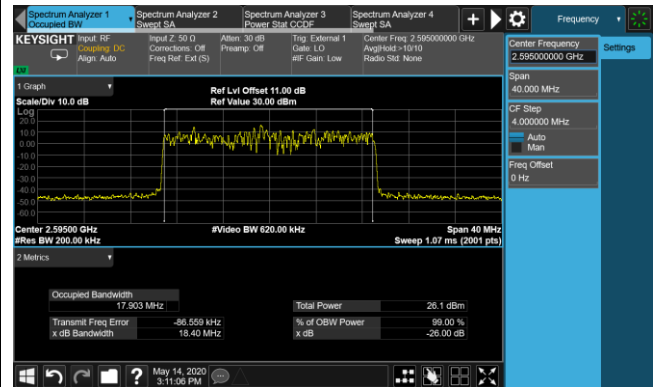 Spectrum Analyzer 1
Occupied BW
Spectrum Analyzer 2
Swept SA
Spectrum Analyzer 3
Power Stat CCDF
Spectrum Analyzer 4
Swept SA
Frequency
KEYSIGHT
Input: RF
Coupling: DC
Align: Auto
Input Z: 50 Ω
Corrections: Off
Freq Ref: Ext (S)
Atten: 30 dB
Preamp: Off
Trig: External 1
Gate: LO
#IF Gain: Low
Center Freq: 2.595000000 GHz
Avg|Hold:>10/10
Radio Std: None
LXI
Center Frequency
2.595000000 GHz
Settings
Span
40.000 MHz
CF Step
4.000000 MHz
Auto
Man
Freq Offset
0 Hz
1 Graph
Scale/Div 10.0 dB
Ref Lvl Offset 11.00 dB
Ref Value 30.00 dBm
Log
20.0
10.0
0.00
-10.0
-20.0
-30.0
-40.0
-50.0
-60.0
Center 2.59500 GHz
#Res BW 200.00 kHz
#Video BW 620.00 kHz
Span 40 MHz
Sweep 1.07 ms (2001 pts)
2 Metrics
Occupied Bandwidth
17.903 MHz
Total Power 26.1 dBm
Transmit Freq Error -86.559 kHz
% of OBW Power 99.00 %
x dB Bandwidth 18.40 MHz
x dB -26.00 dB
?
May 14, 2020
3:11:06 PM